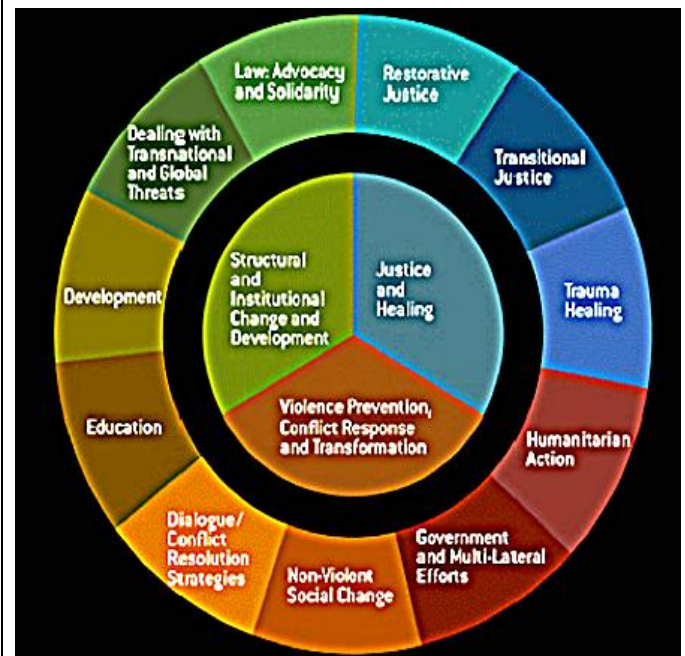 Law: Advocacy
and Solidarity
Restorative
Justice
Transitional
Justice
Trauma
Healing
Humanitarian
Action
Government
and Multi-Lateral
Efforts
Non-Violent
Social Change
Dialogue/
Conflict
Resolution
Strategies
Education
Development
Dealing with
Transnational
and Global
Threats
Structural
and
Institutional
Change and
Development
Justice
and
Healing
Violence Prevention,
Conflict Response
and Transformation